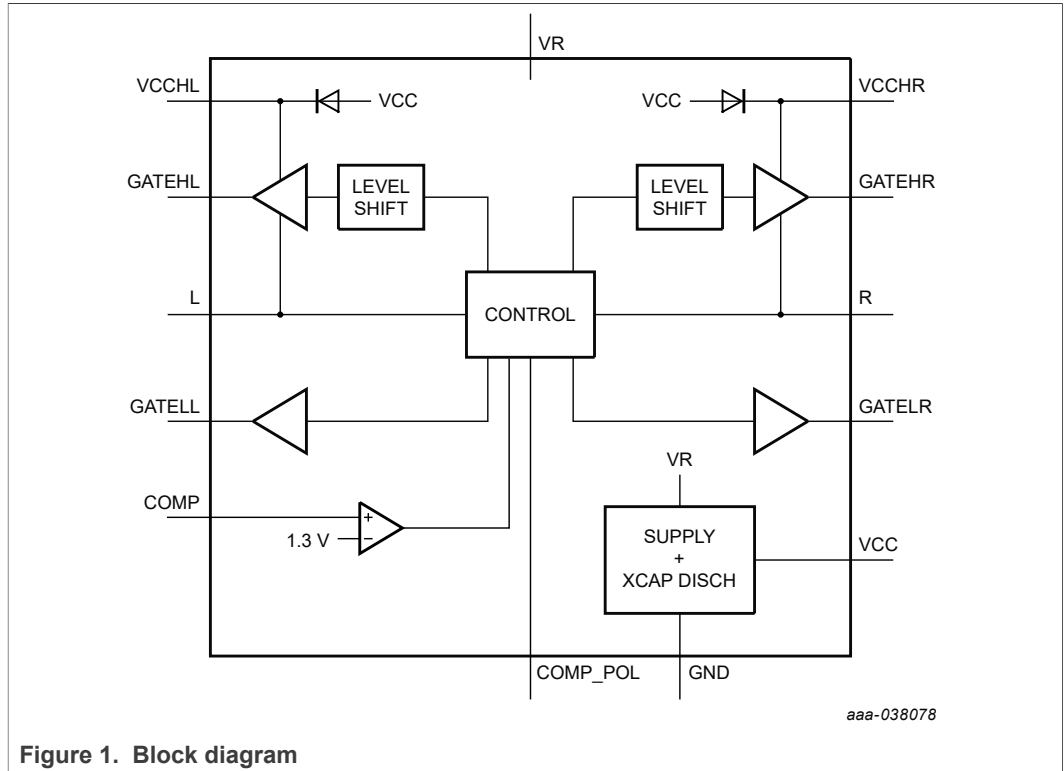 VR
VCCHL
VCC
VCC
VCCHR
GATEHL
LEVEL
SHIFT
LEVEL
SHIFT
GATEHR
L
CONTROL
R
GATELL
GATELR
VR
COMP
+
1.3 V
−
SUPPLY
+
XCAP DISCH
VCC
COMP_POL
GND
aaa-038078
Figure 1. Block diagram